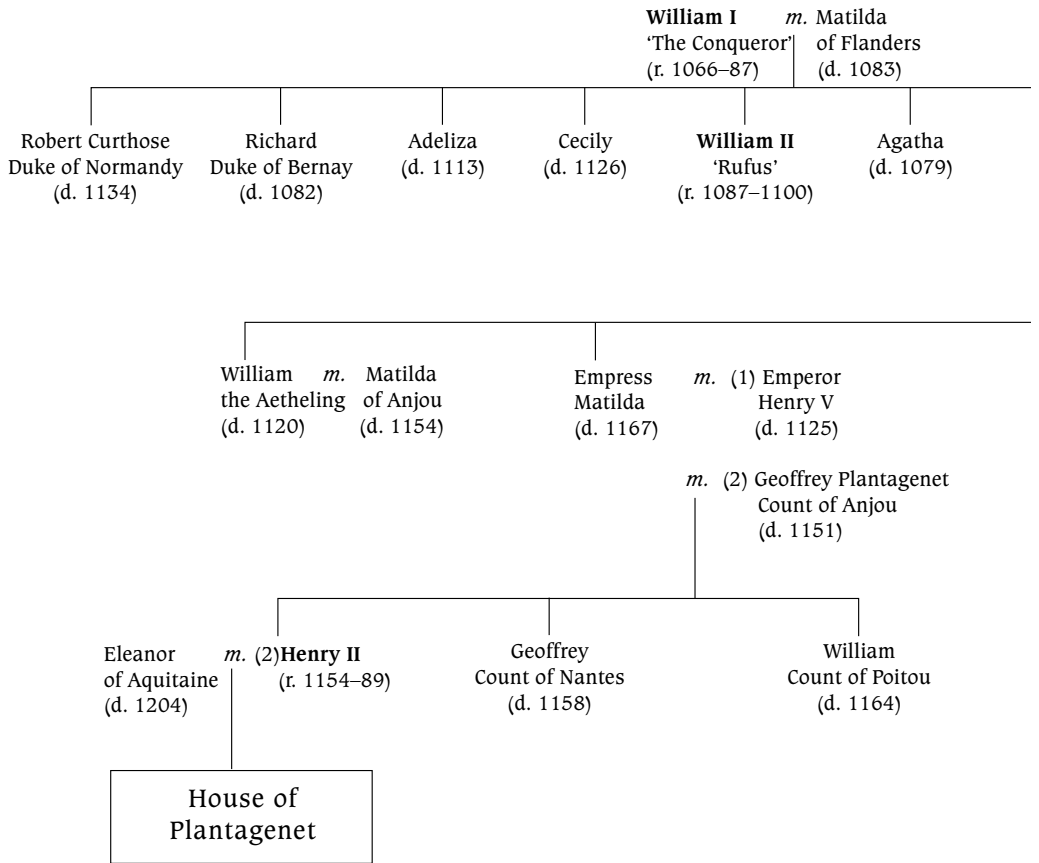 William I m. Matilda
‘The Conqueror’ of Flanders
(r. 1066–87) (d. 1083)
Robert Curthose
Duke of Normandy
(d. 1134)
Richard
Duke of Bernay
(d. 1082)
Adeliza
(d. 1113)
Cecily
(d. 1126)
William II
‘Rufus’
(r. 1087–1100)
Agatha
(d. 1079)
William m. Matilda
the Aetheling of Anjou
(d. 1120) (d. 1154)
Empress m. (1) Emperor
Matilda Henry V
(d. 1167) (d. 1125)
m. (2) Geoffrey Plantagenet
Count of Anjou
(d. 1151)
Eleanor m. (2) Henry II
of Aquitaine (r. 1154–89)
(d. 1204)
Geoffrey
Count of Nantes
(d. 1158)
William
Count of Poitou
(d. 1164)
House of
Plantagenet